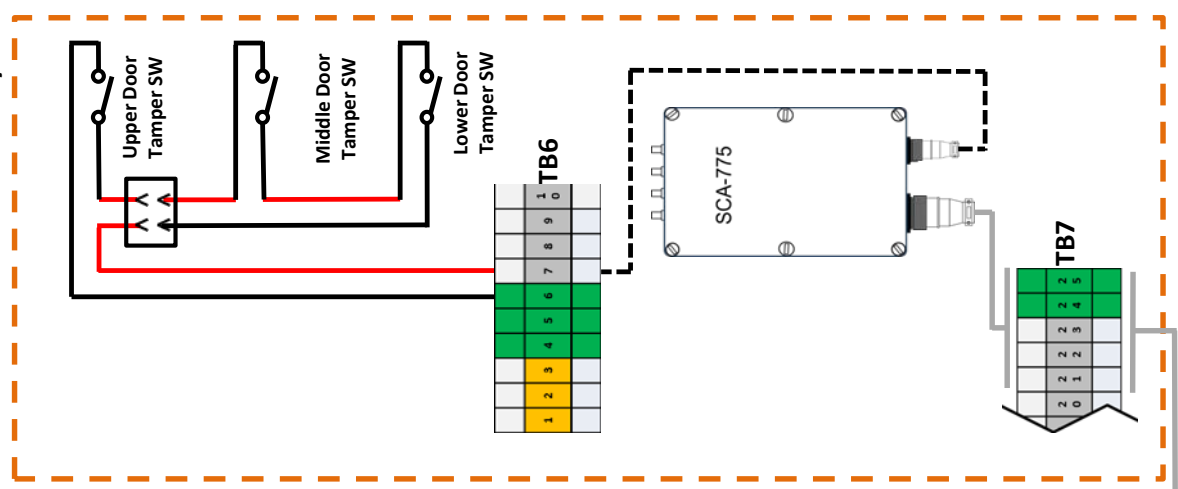 Upper Door
Tamper SW
Middle Door
Tamper SW
Lower Door
Tamper SW
TB6
10
9
8
7
6
5
4
3
2
1
SCA-775
TB7
25
24
23
22
21
20